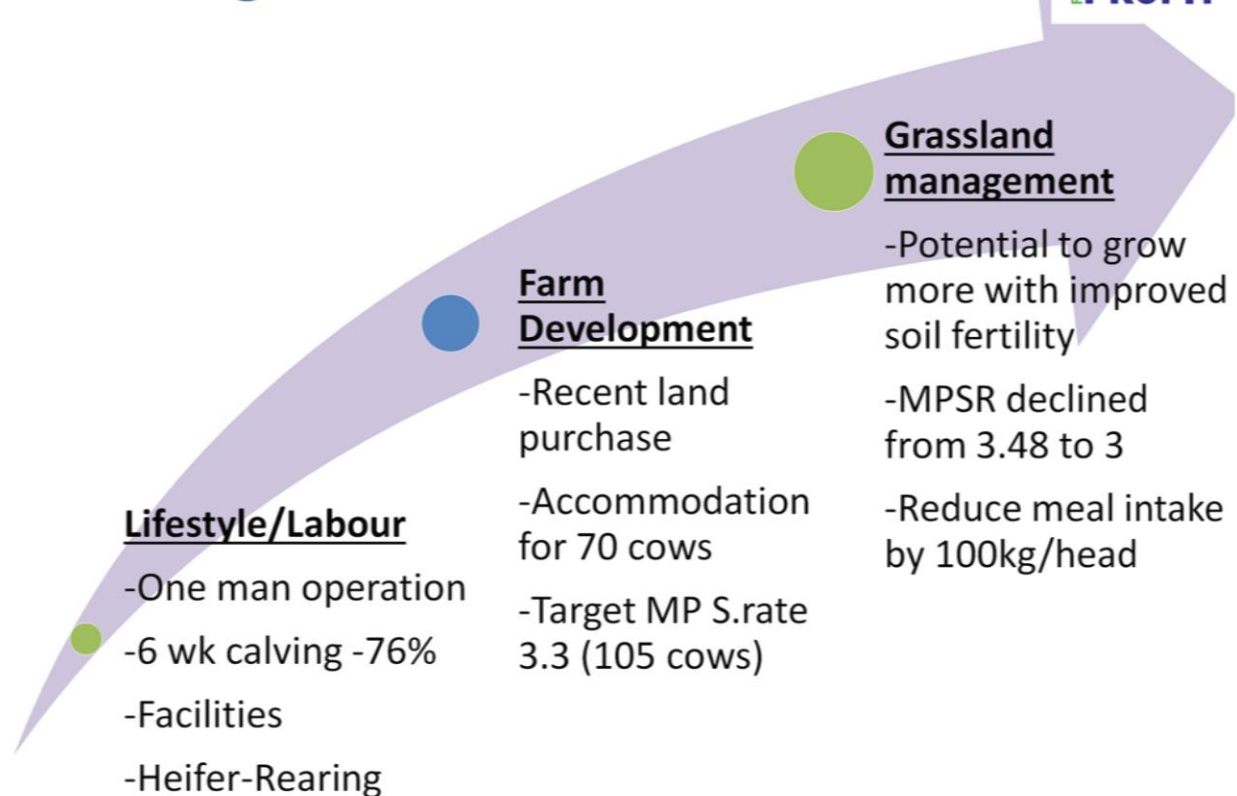 Lifestyle/Labour
-One man operation
-6 wk calving -76%
-Facilities
-Heifer-Rearing
Farm
Development
-Recent land
purchase
-Accommodation
for 70 cows
-Target MP S.rate
3.3 (105 cows)
Grassland
management
-Potential to grow
more with improved
soil fertility
-MPSR declined
from 3.48 to 3
-Reduce meal intake
by 100kg/head